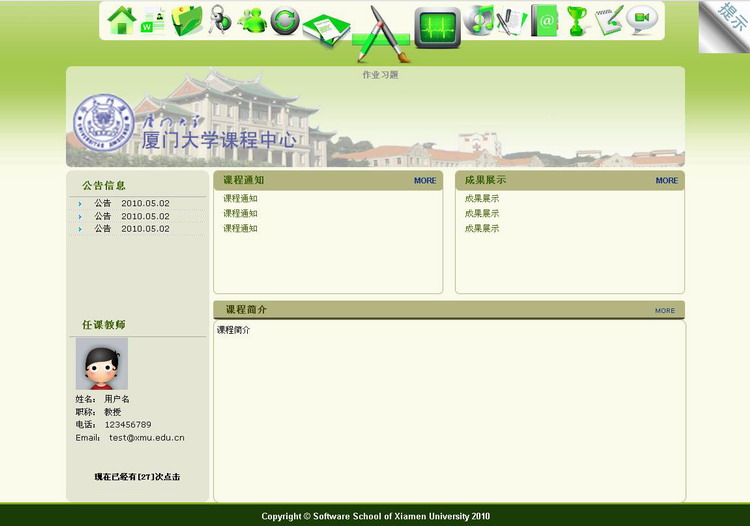 提示
作业习题
厦门大学
厦门大学课程中心
公告信息
公告 2010.05.02
公告 2010.05.02
公告 2010.05.02
课程通知 MORE
课程通知
课程通知
课程通知
成果展示 MORE
成果展示
成果展示
成果展示
任课教师
姓名： 用户名
职称： 教授
电话： 123456789
Email： test@xmu.edu.cn
现在已经有[27]次点击
课程简介 MORE
课程简介
Copyright © Software School of Xiamen University 2010